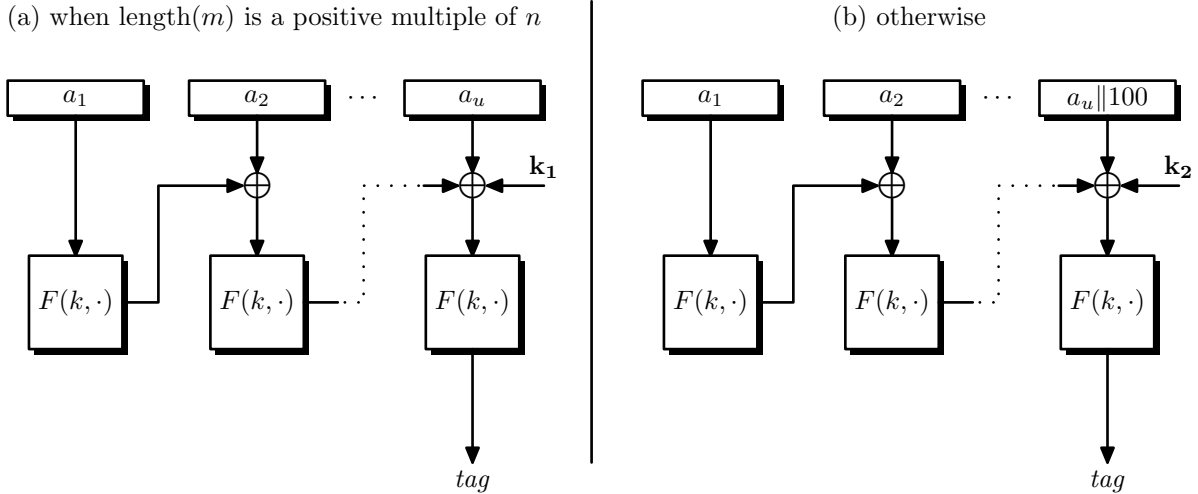 (a) when length(m) is a positive multiple of n
(b) otherwise
a₁ a₂ ··· aᵤ
a₁ a₂ ··· aᵤ∥100
k₁
k₂
F(k, ·) F(k, ·) F(k, ·)
F(k, ·) F(k, ·) F(k, ·)
tag
tag